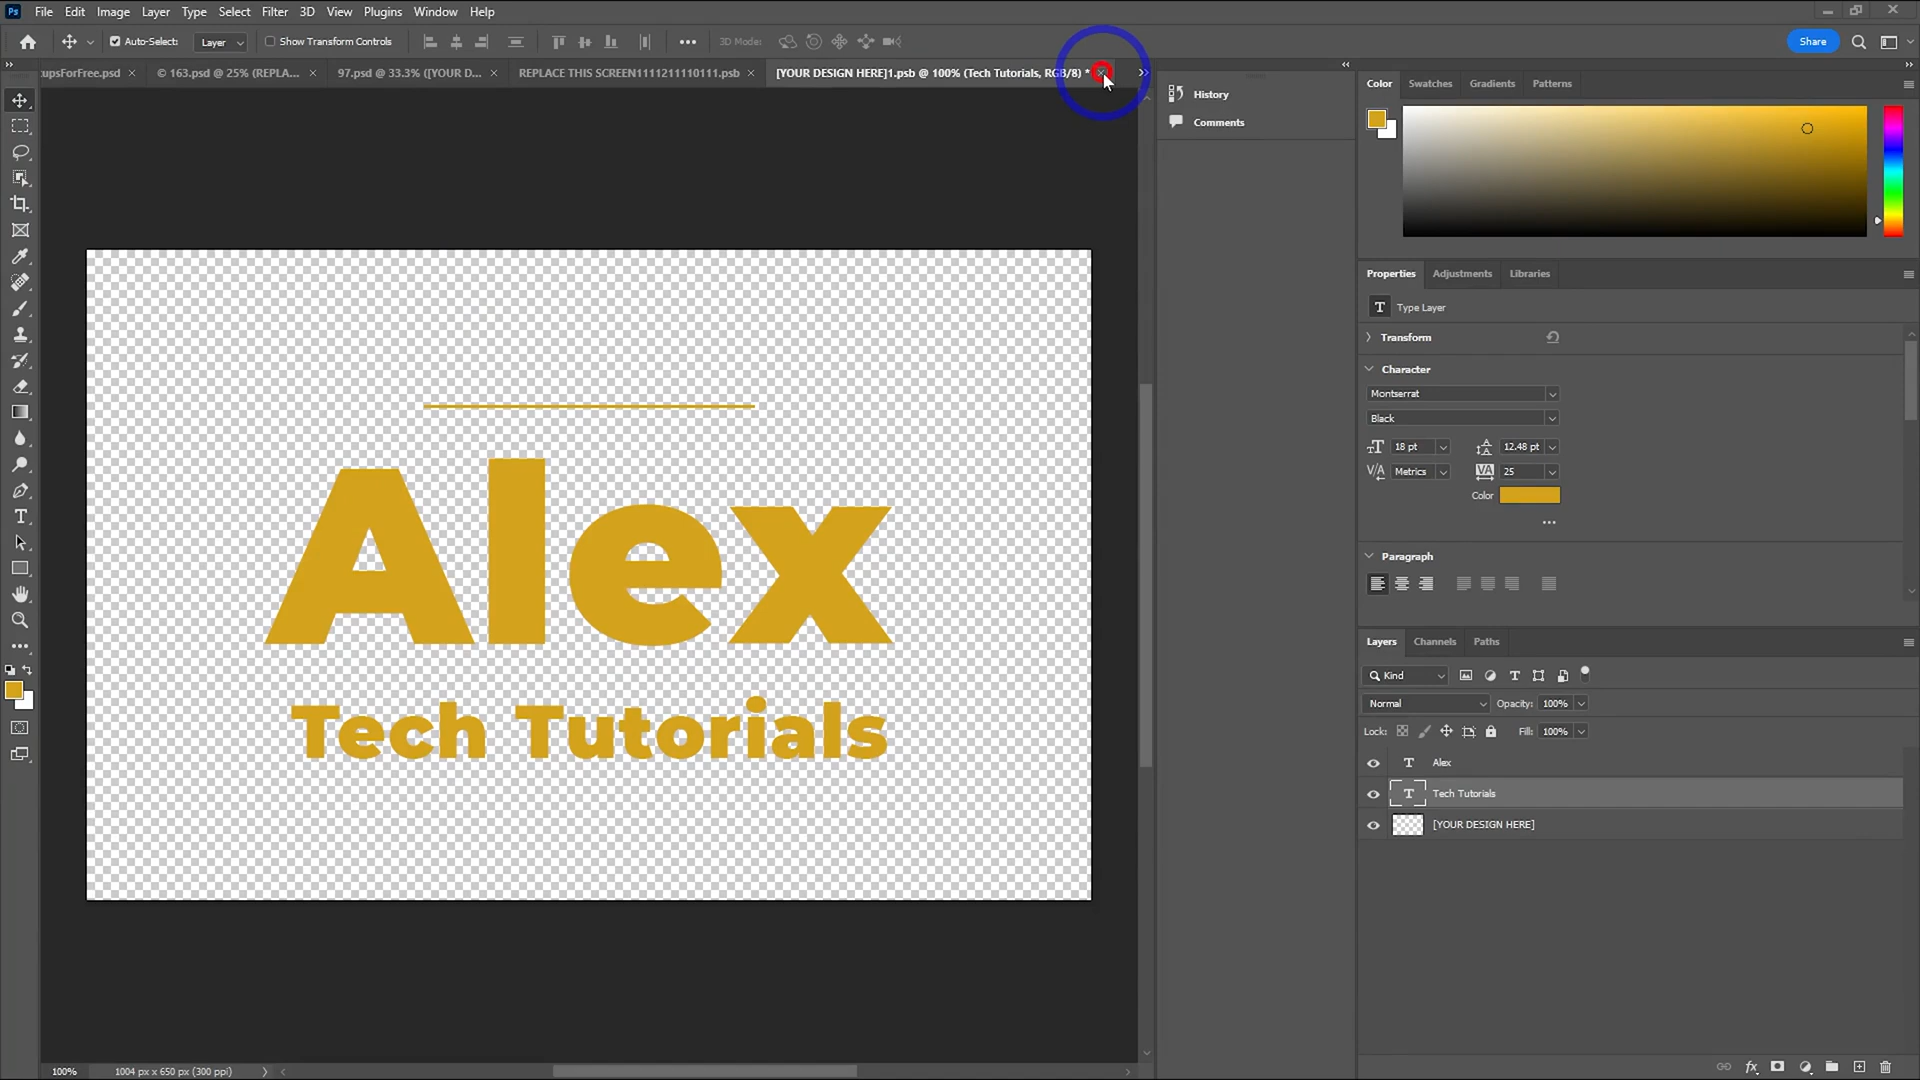 Ps File Edit Image Layer Type Select Filter 3D View Plugins Window Help
Auto-Select: Layer Show Transform Controls 3D Mode: Share
upsForFree.psd © 163.psd @ 25% (REPLA... 97.psd @ 33.3% ([YOUR D... REPLACE THIS SCREEN1111211110111.psb [YOUR DESIGN HERE]1.psb @ 100% (Tech Tutorials, RGB/8) *
History
Comments
Color Swatches Gradients Patterns
Properties Adjustments Libraries
T Type Layer
Transform
Character
Montserrat
Black
18 pt 12.48 pt
Metrics 25
Color
Paragraph
Alex
Tech Tutorials
Layers Channels Paths
Kind
Normal Opacity: 100%
Lock: Fill: 100%
T Alex
T Tech Tutorials
[YOUR DESIGN HERE]
100% 1004 px x 650 px (300 ppi)